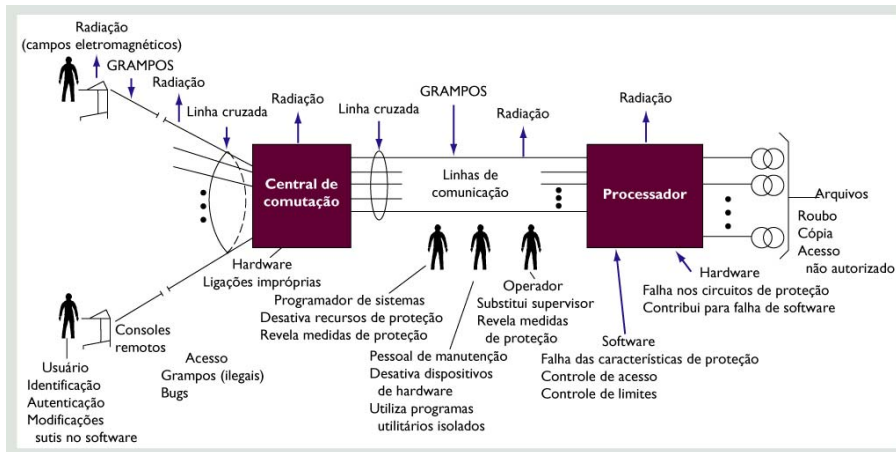 Radiação
(campos eletromagnéticos)
GRAMPOS
Radiação
Linha cruzada
Radiação
Linha cruzada
GRAMPOS
Radiação
Radiação
Central de
comutação
Linhas de
comunicação
Processador
Arquivos
Roubo
Cópia
Acesso
não autorizado
Hardware
Ligações impróprias
Programador de sistemas
Desativa recursos de proteção
Revela medidas de proteção
Operador
Substitui supervisor
Revela medidas
de proteção
Hardware
Falha nos circuitos de proteção
Contribui para falha de software
Consoles
remotos
Acesso
Grampos (ilegais)
Bugs
Pessoal de manutenção
Desativa dispositivos
de hardware
Utiliza programas
utilitários isolados
Software
Falha das características de proteção
Controle de acesso
Controle de limites
Usuário
Identificação
Autenticação
Modificações
sutis no software